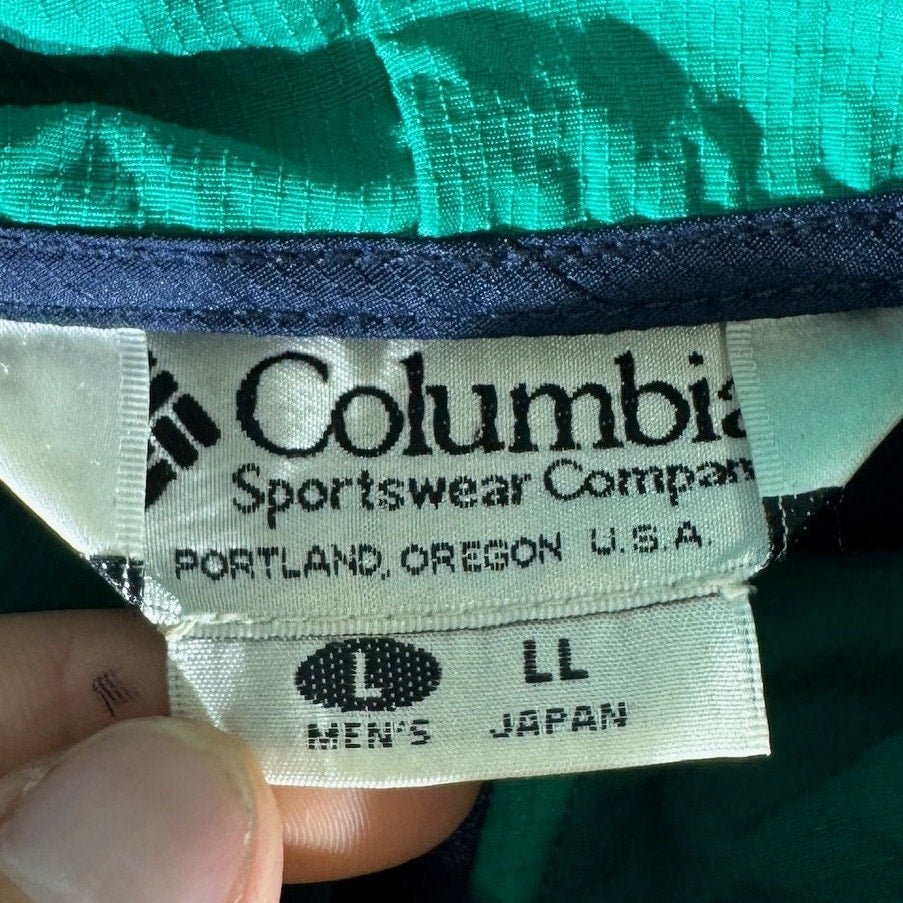 Columbia
Sportswear Company
PORTLAND, OREGON U.S.A.
L LL
MEN'S JAPAN